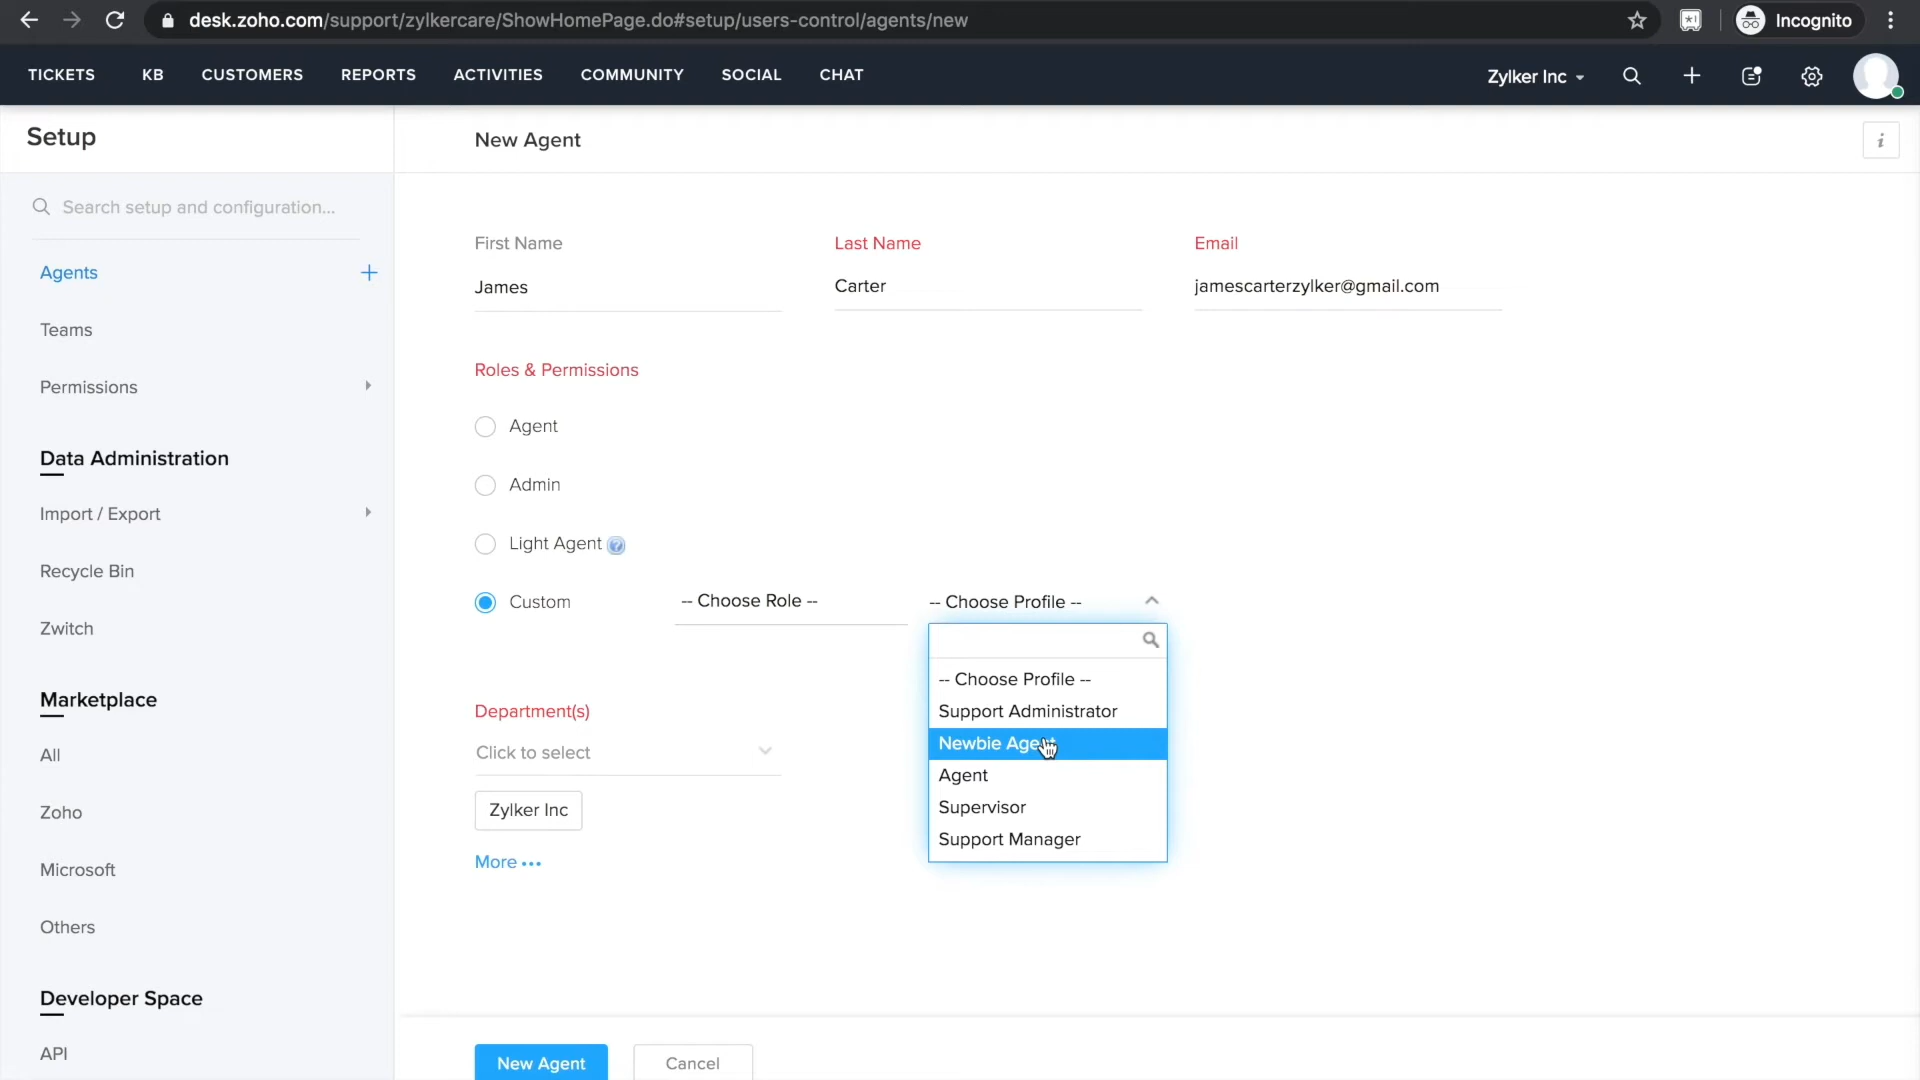 desk.zoho.com/support/zylkercare/ShowHomePage.do#setup/users-control/agents/new
Incognito
TICKETS KB CUSTOMERS REPORTS ACTIVITIES COMMUNITY SOCIAL CHAT
Zylker Inc
Setup
New Agent
i
Search setup and configuration...
Agents
Teams
Permissions
Data Administration
Import / Export
Recycle Bin
Zwitch
Marketplace
All
Zoho
Microsoft
Others
Developer Space
API
First Name
Last Name
Email
James
Carter
jamescarterzylker@gmail.com
Roles & Permissions
Agent
Admin
Light Agent ?
Custom
-- Choose Role --
-- Choose Profile --
-- Choose Profile --
Support Administrator
Newbie Agent
Agent
Supervisor
Support Manager
Department(s)
Click to select
Zylker Inc
More •••
New Agent
Cancel